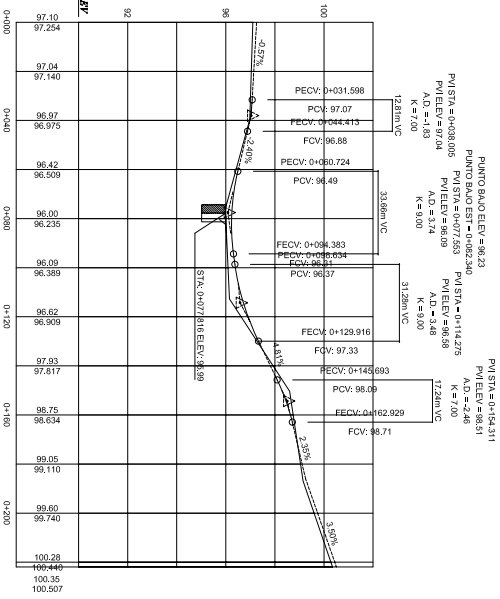 EV
92
96
100
0+000
97.10
97.254
97.04
97.140
0+040
96.97
96.975
96.42
96.509
0+080
96.00
96.235
96.09
96.389
0+120
96.62
96.909
97.93
97.817
0+160
98.75
98.634
99.05
99.110
0+200
99.60
99.740
100.28
100.440
100.35
100.507
-0.57%
-2.40%
4.81%
2.35%
3.50%
PECV: 0+031.598
PCV: 97.07
FECV: 0+044.413
FCV: 96.88
PECV: 0+060.724
PCV: 96.49
FECV: 0+094.383
FCV: 96.31
PECV: 0+098.634
PCV: 96.37
FECV: 0+129.916
FCV: 97.33
PECV: 0+145.693
PCV: 98.09
FECV: 0+162.929
FCV: 98.71
STA: 0+077.816 ELEV: 95.99
PVI STA = 0+038.005
PVI ELEV = 97.04
A.D. = -1.83
K = 7.00
12.81m VC
PUNTO BAJO ELEV = 96.23
PUNTO BAJO EST = 0+082.340
PVI STA = 0+077.553
PVI ELEV = 96.09
A.D. = 3.74
K = 9.00
33.66m VC
PVI STA = 0+114.275
PVI ELEV = 96.58
A.D. = 3.48
K = 9.00
31.28m VC
PVI STA = 0+154.311
PVI ELEV = 98.51
A.D. = -2.46
K = 7.00
17.24m VC